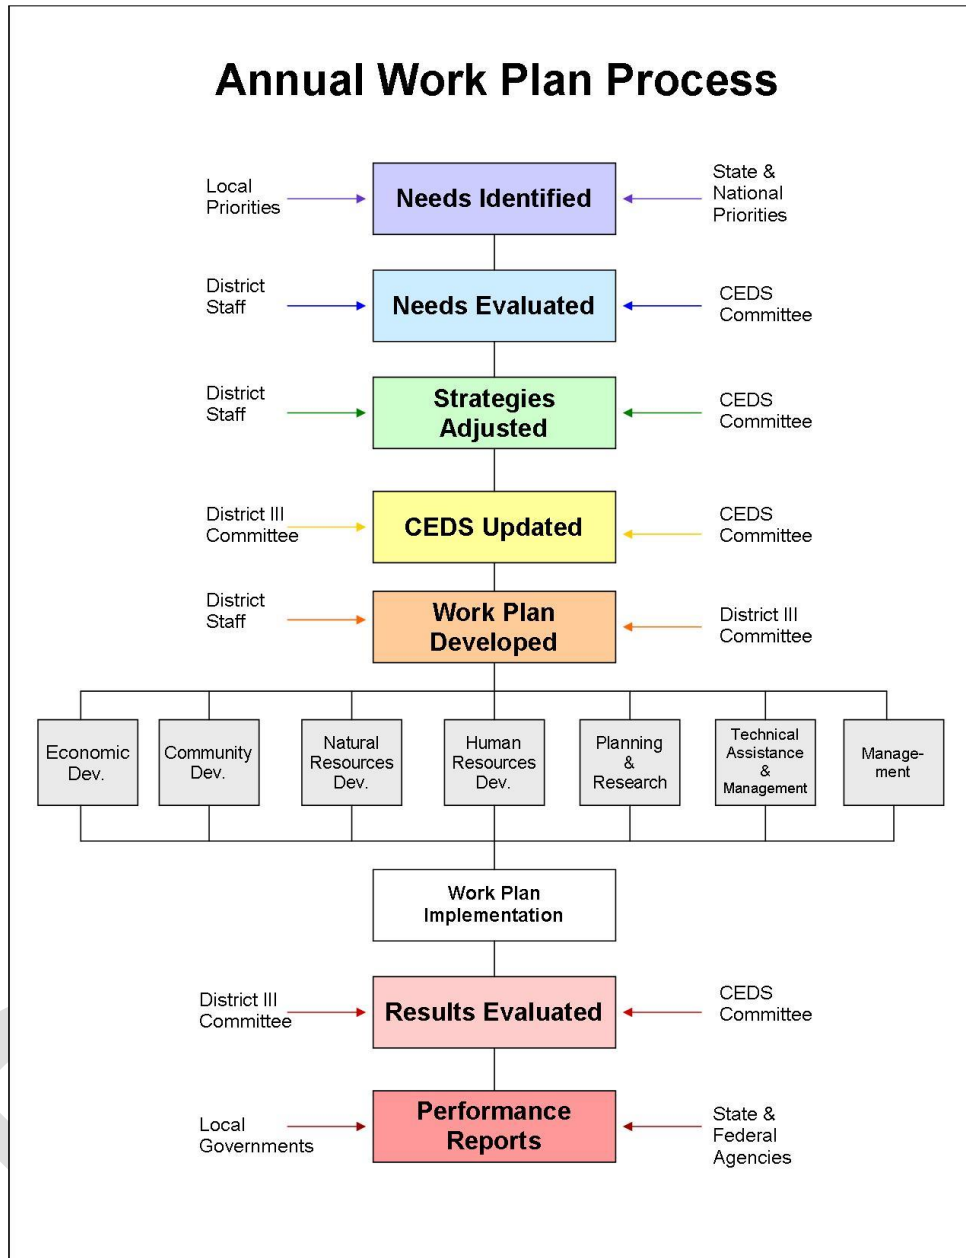 Annual Work Plan Process
Local
Priorities
Needs Identified
State &
National
Priorities
District
Staff
Needs Evaluated
CEDS
Committee
District
Staff
Strategies
Adjusted
CEDS
Committee
District III
Committee
CEDS Updated
CEDS
Committee
District
Staff
Work Plan
Developed
District III
Committee
Economic
Dev.
Community
Dev.
Natural
Resources
Dev.
Human
Resources
Dev.
Planning
&
Research
Technical
Assistance
&
Management
Manage-
ment
Work Plan
Implementation
District III
Committee
Results Evaluated
CEDS
Committee
Local
Governments
Performance
Reports
State &
Federal
Agencies